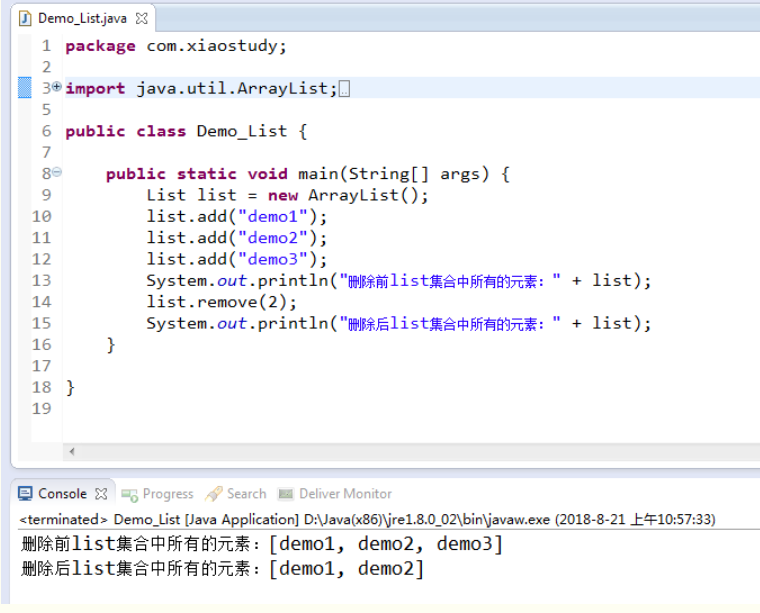 Demo_List.java
1 package com.xiaostudy;
2
3 import java.util.ArrayList;
5
6 public class Demo_List {
7
8 public static void main(String[] args) {
9 List list = new ArrayList();
10 list.add("demo1");
11 list.add("demo2");
12 list.add("demo3");
13 System.out.println("删除前list集合中所有的元素：" + list);
14 list.remove(2);
15 System.out.println("删除后list集合中所有的元素：" + list);
16 }
17
18 }
19
Console Progress Search Deliver Monitor
<terminated> Demo_List [Java Application] D:\Java(x86)\jre1.8.0_02\bin\javaw.exe (2018-8-21 上午10:57:33)
删除前list集合中所有的元素：[demo1, demo2, demo3]
删除后list集合中所有的元素：[demo1, demo2]